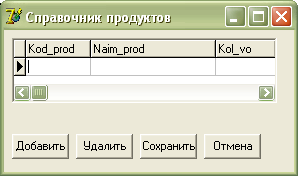 Справочник продуктов
Kod_prod Naim_prod Kol_vo
Добавить Удалить Сохранить Отмена